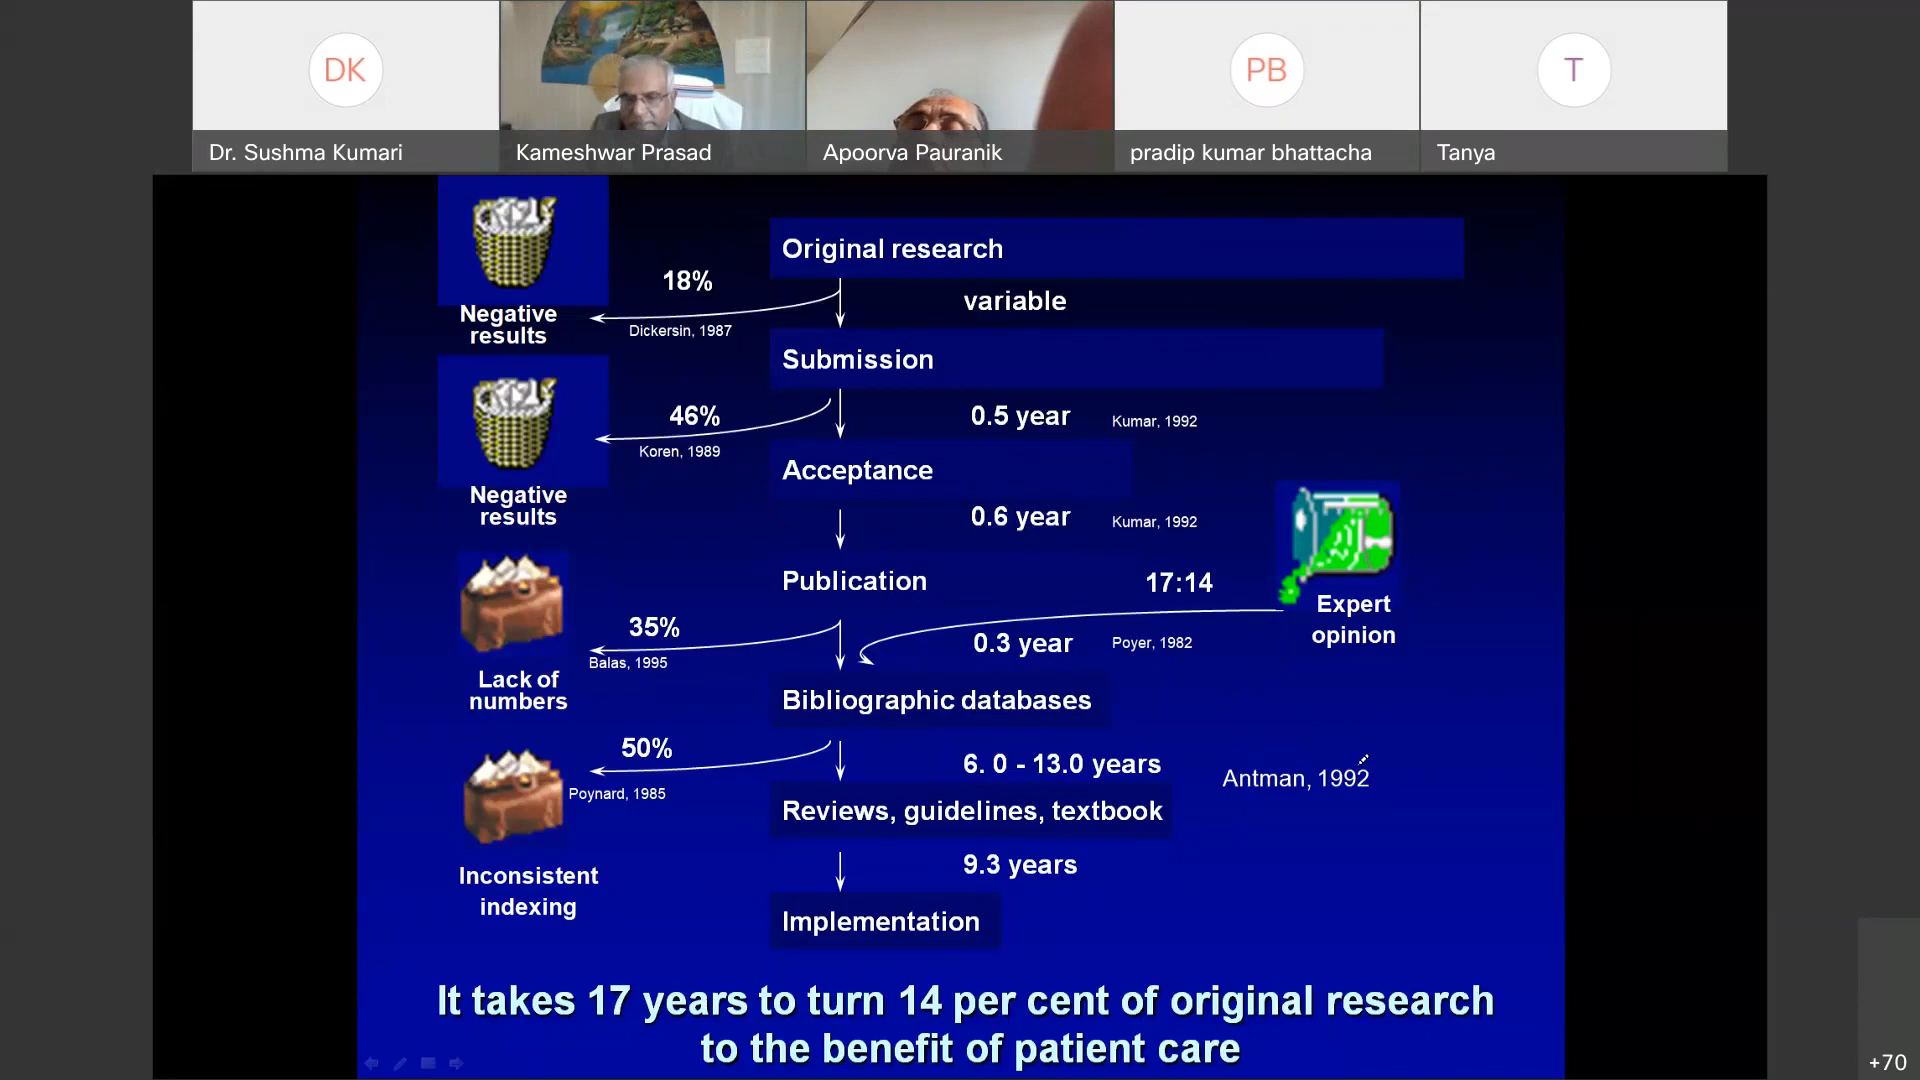 DK
PB
T
Dr. Sushma Kumari
Kameshwar Prasad
Apoorva Pauranik
pradip kumar bhattacha
Tanya
Original research
18%
variable
Negative
results
Dickersin, 1987
Submission
46%
0.5 year
Kumar, 1992
Koren, 1989
Acceptance
Negative
results
0.6 year
Kumar, 1992
Publication
17:14
Expert
opinion
35%
0.3 year
Poyer, 1982
Balas, 1995
Lack of
numbers
Bibliographic databases
50%
6. 0 - 13.0 years
Antman, 1992
Poynard, 1985
Reviews, guidelines, textbook
9.3 years
Inconsistent
indexing
Implementation
It takes 17 years to turn 14 per cent of original research
to the benefit of patient care
+70